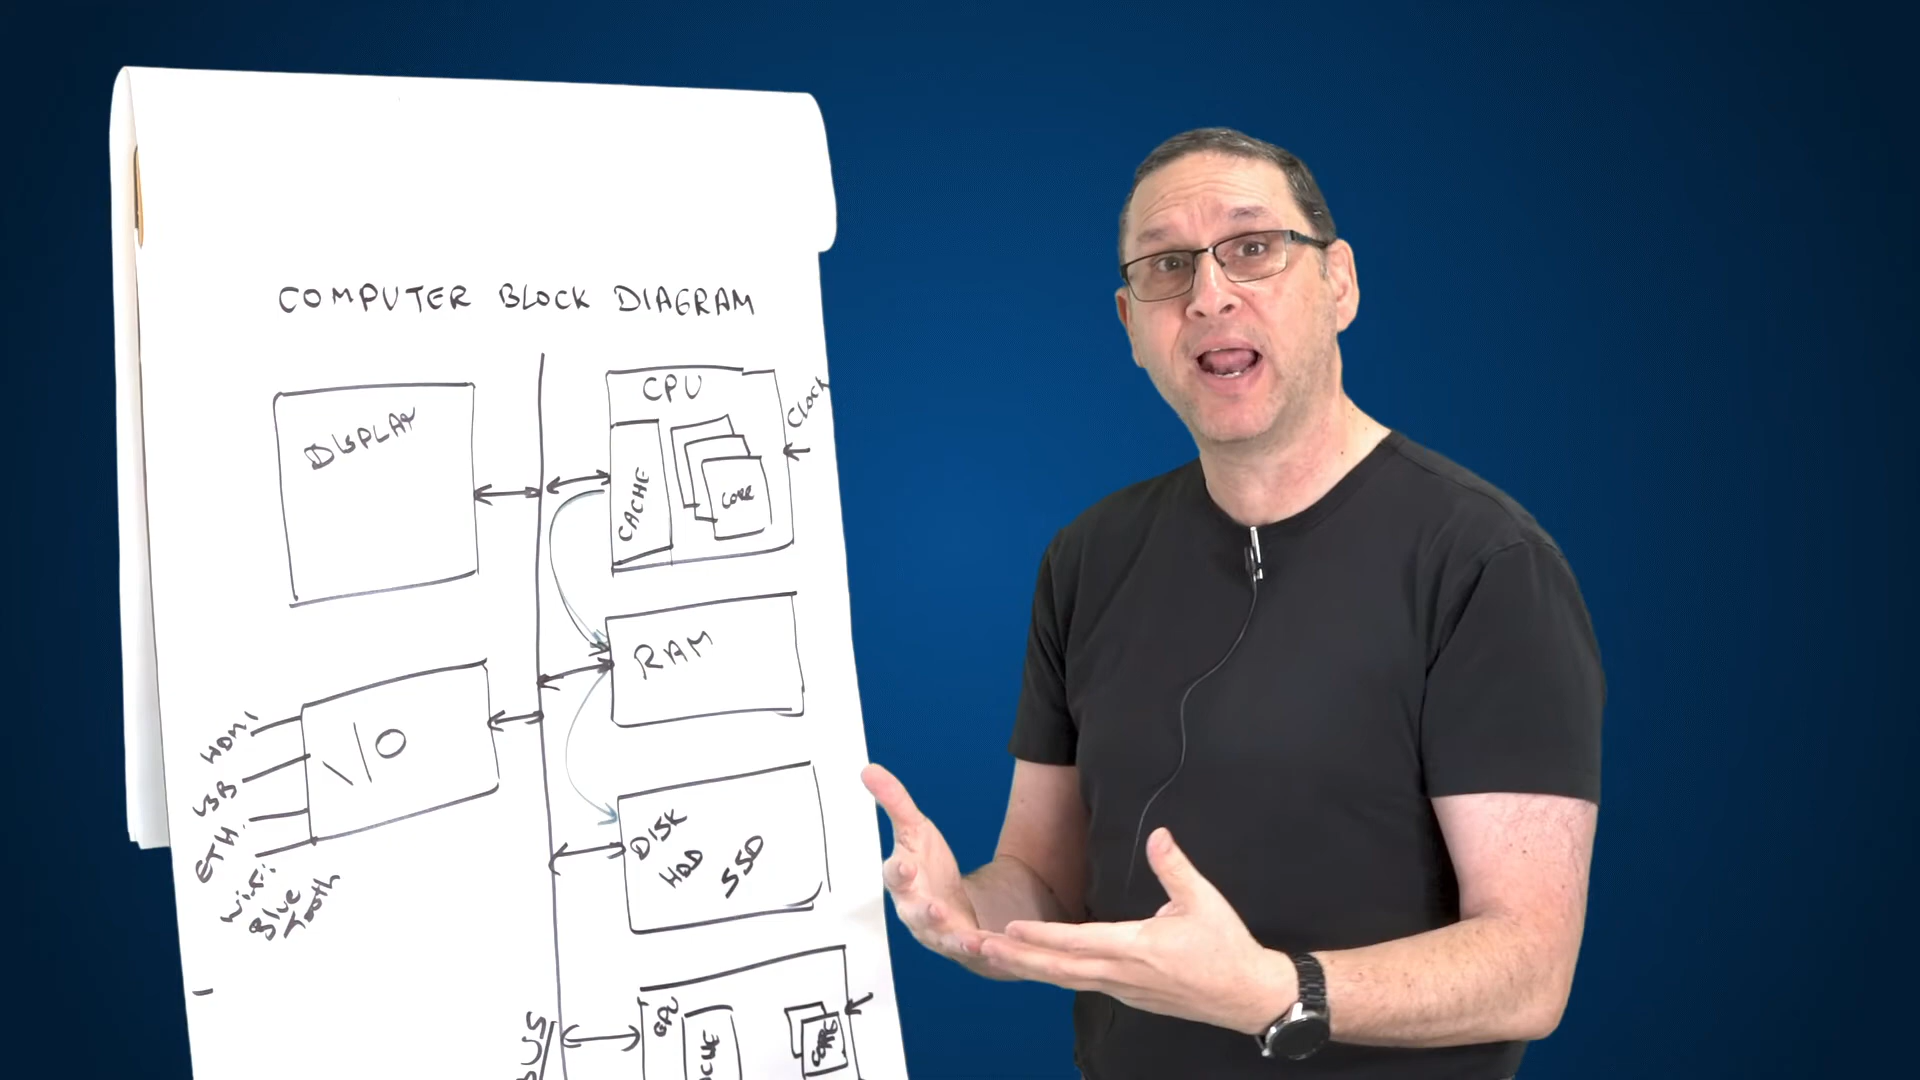 COMPUTER BLOCK DIAGRAM
DISPLAY
CPU
CLOCK
CACHE
CORE
RAM
I/O
HDMI
USB
ETH.
WiFi
Blue
Tooth
DISK
HDD
SSD
BUS
GPU
CORE